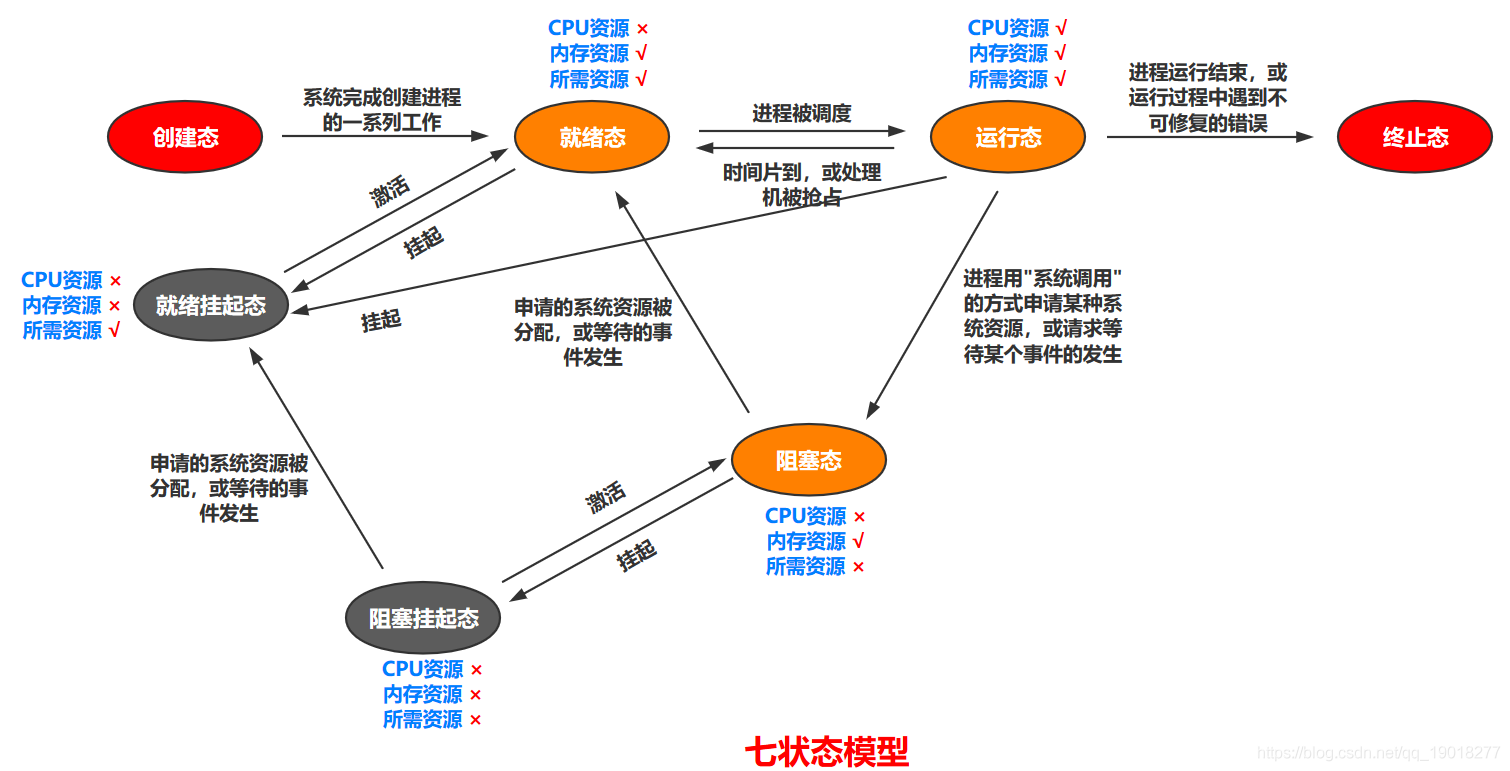 CPU资源 ×
内存资源 √
所需资源 √
CPU资源 √
内存资源 √
所需资源 √
创建态
系统完成创建进程
的一系列工作
就绪态
进程被调度
时间片到，或处理
机被抢占
运行态
进程运行结束，或
运行过程中遇到不
可修复的错误
终止态
激活
挂起
CPU资源 ×
内存资源 ×
所需资源 √
就绪挂起态
挂起
申请的系统资源被
分配，或等待的事
件发生
进程用"系统调用"
的方式申请某种系
统资源，或请求等
待某个事件的发生
申请的系统资源被
分配，或等待的事
件发生
激活
挂起
阻塞态
CPU资源 ×
内存资源 √
所需资源 ×
阻塞挂起态
CPU资源 ×
内存资源 ×
所需资源 ×
七状态模型
https://blog.csdn.net/qq_19018277